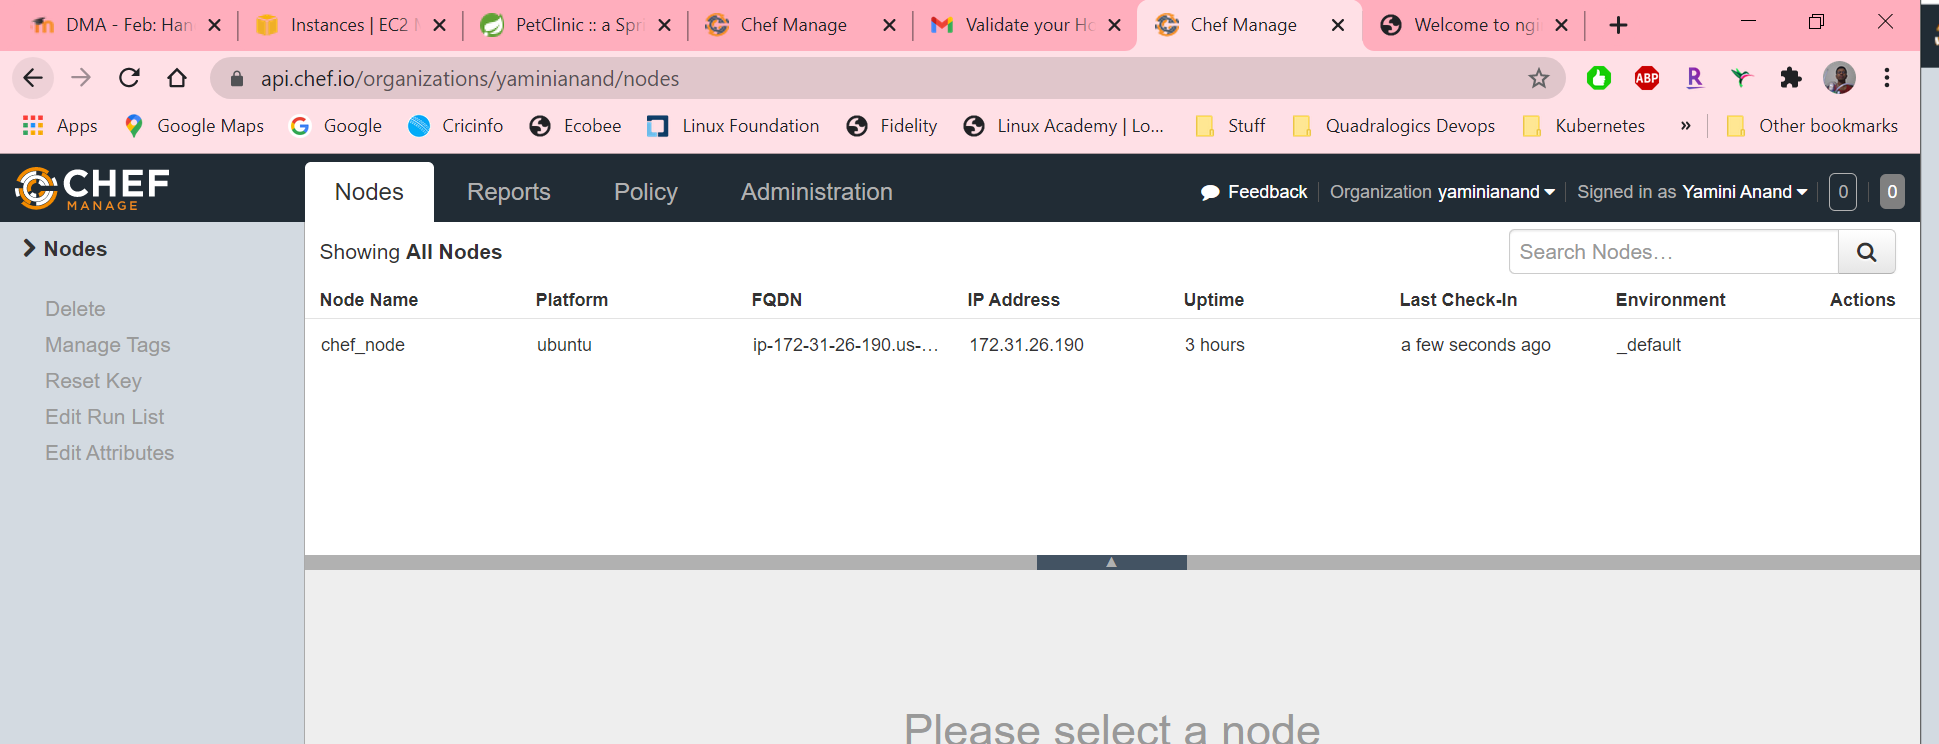 DMA - Feb: Han
Instances | EC2 M
PetClinic :: a Spri
Chef Manage
Validate your Ho
Chef Manage
Welcome to ngi
api.chef.io/organizations/yaminianand/nodes
ABP
R
Apps
Google Maps
Google
Cricinfo
Ecobee
Linux Foundation
Fidelity
Linux Academy | Lo...
Stuff
Quadralogics Devops
Kubernetes
»
Other bookmarks
CHEF
MANAGE
Nodes
Reports
Policy
Administration
Feedback
Organization yaminianand
Signed in as Yamini Anand
0
0
Nodes
Delete
Manage Tags
Reset Key
Edit Run List
Edit Attributes
Showing All Nodes
Search Nodes...
Node Name Platform FQDN IP Address Uptime Last Check-In Environment Actions
chef_node ubuntu ip-172-31-26-190.us-... 172.31.26.190 3 hours a few seconds ago _default
Please select a node